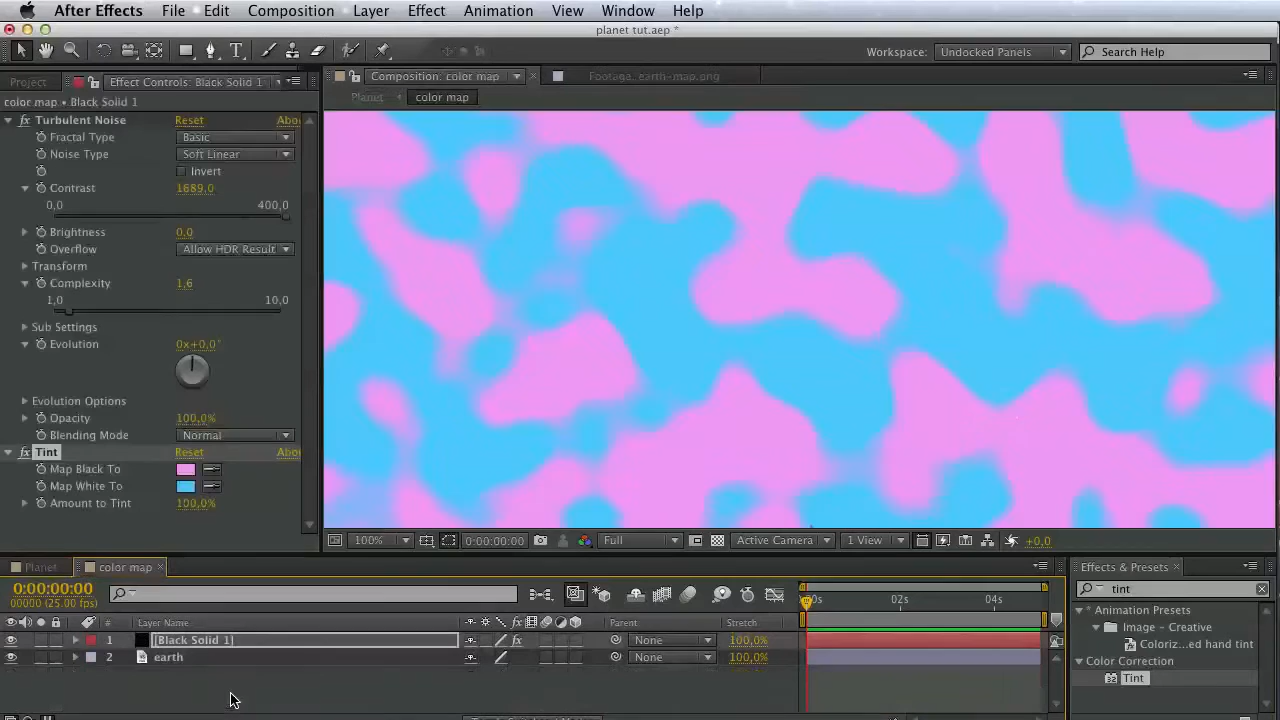 After Effects File Edit Composition Layer Effect Animation View Window Help
planet tut.aep *
Workspace: Undocked Panels Search Help
Project Effect Controls: Black Solid 1 Composition: color map × Footage..earth-map.png
color map • Black Solid 1 Planet color map
fx Turbulent Noise Reset Abou
Fractal Type Basic
Noise Type Soft Linear
Invert
Contrast 1689,0
0,0 400,0
Brightness 0,0
Overflow Allow HDR Result
Transform
Complexity 1,6
1,0 10,0
Sub Settings
Evolution 0x+0,0°
Evolution Options
Opacity 100,0%
Blending Mode Normal
fx Tint Reset Abou
Map Black To
Map White To
Amount to Tint 100,0%
100% 0:00:00:00 Full Active Camera 1 View +0,0
Planet color map × Effects & Presets ×
0:00:00:00
00000 (25.00 fps)
02s 04s
# Layer Name Parent Stretch
1 [Black Solid 1] fx None 100,0%
2 earth None 100,0%
tint
* Animation Presets
Image - Creative
Coloriz...ed hand tint
Color Correction
Tint